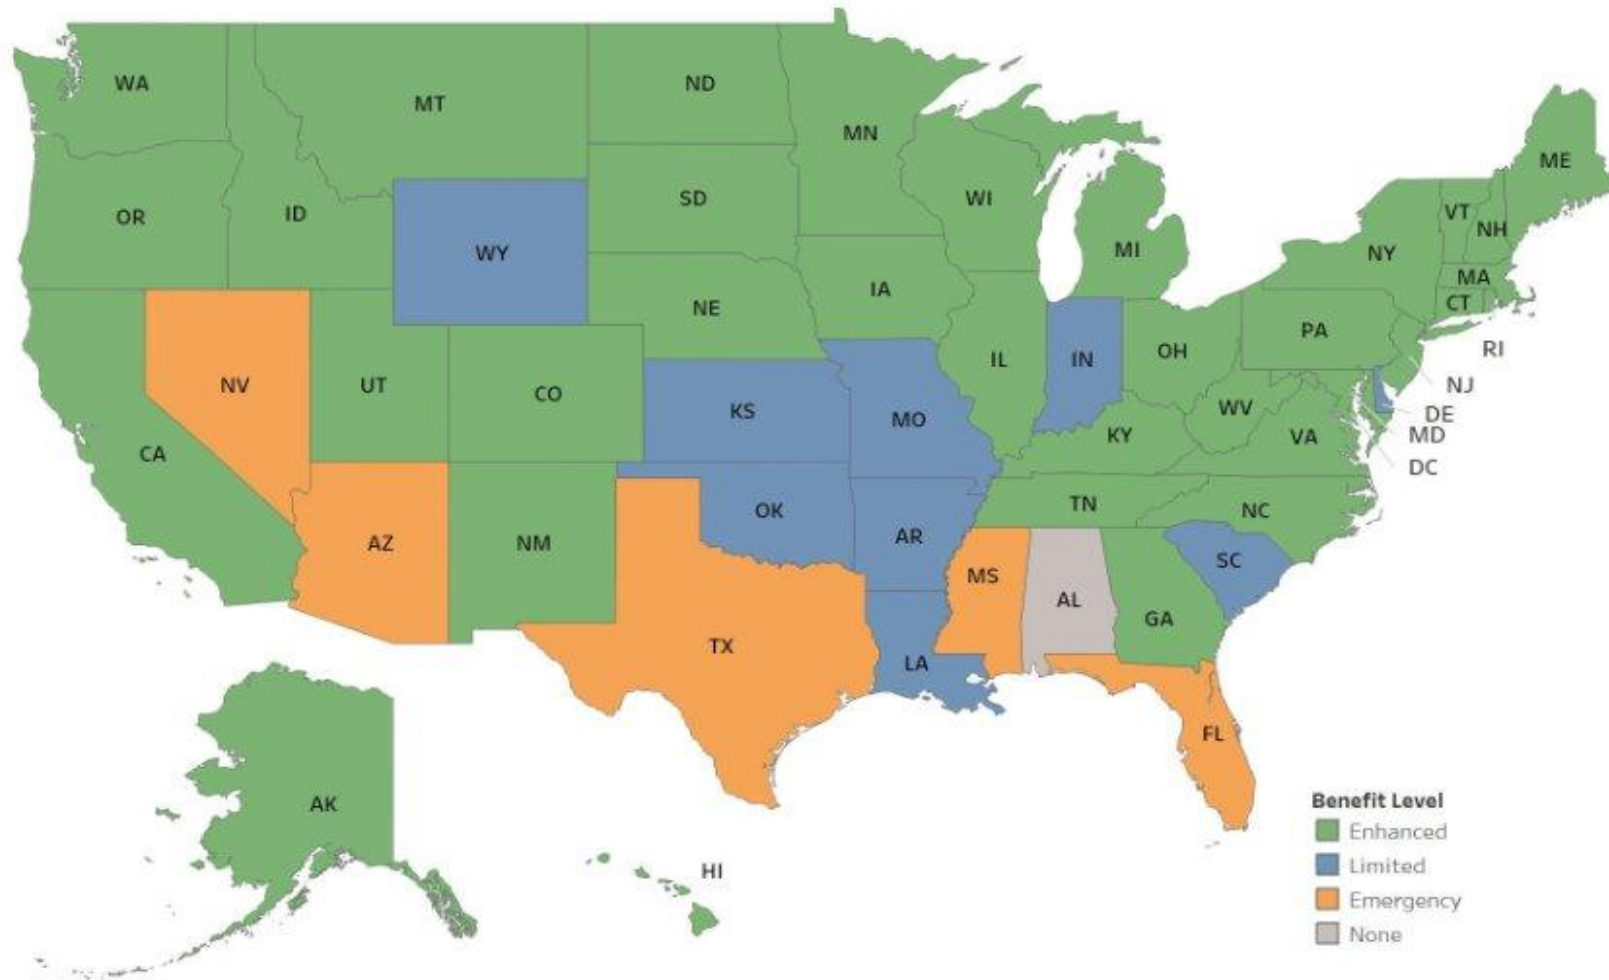 WA
MT
ND
MN
ME
OR
ID
SD
WI
VT
NH
WY
MI
NY
MA
IA
CT
NE
PA
RI
NV
UT
CO
IL
IN
OH
NJ
KS
MO
WV
DE
CA
KY
VA
MD
DC
OK
TN
NC
AZ
NM
AR
SC
MS
AL
GA
TX
LA
FL
AK
HI
Benefit Level
Enhanced
Limited
Emergency
None